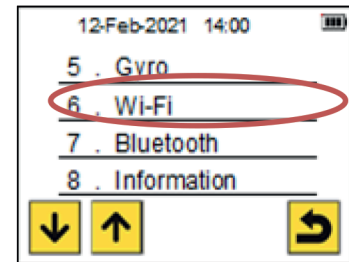 12-Feb-2021 14:00
5 . Gyro
6 . Wi-Fi
7 . Bluetooth
8 . Information